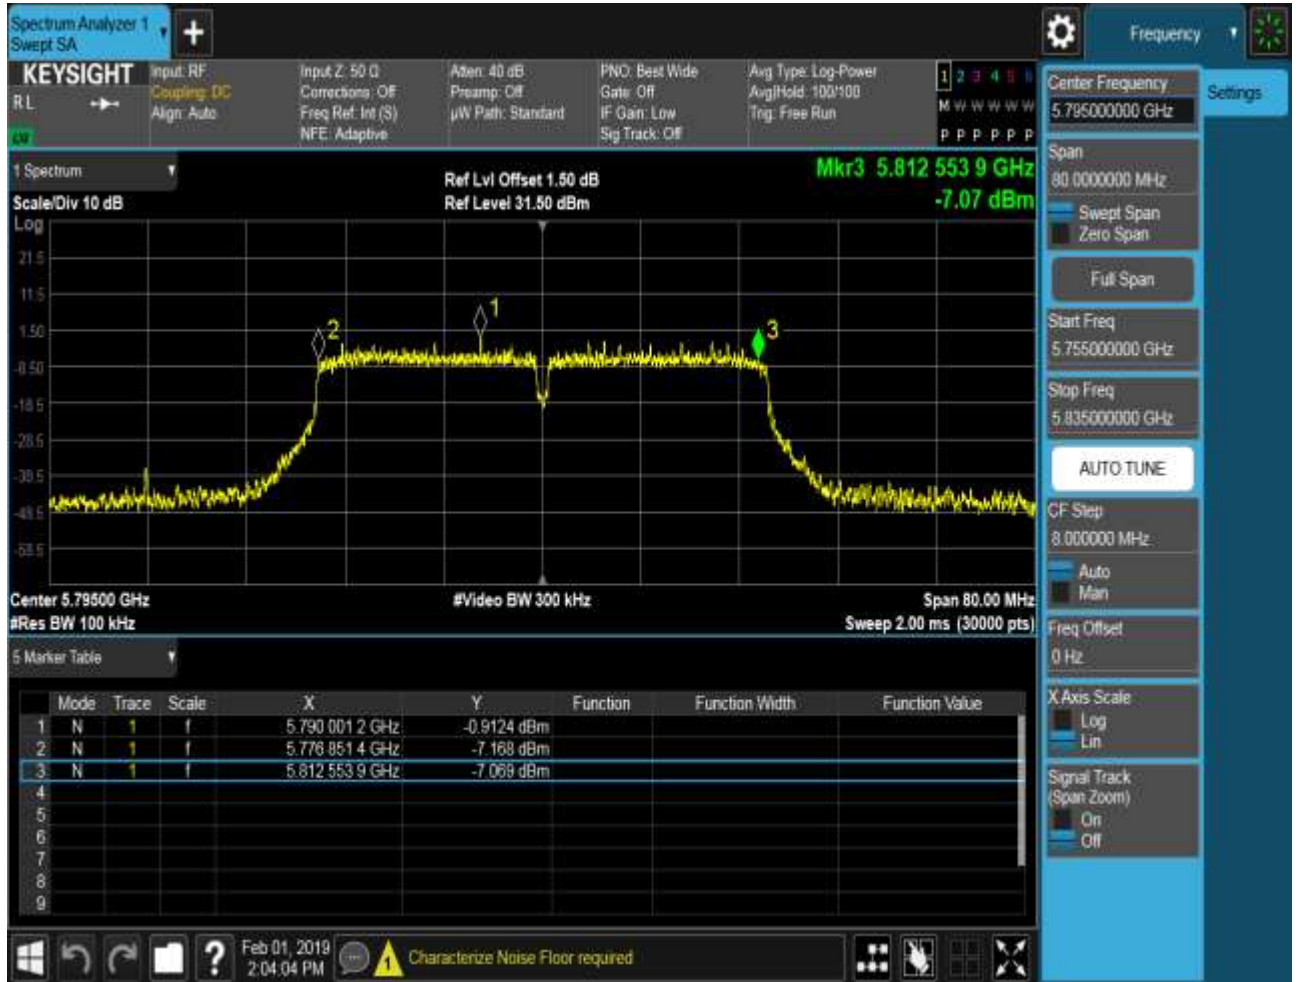 Spectrum Analyzer 1
Swept SA
+
Frequency
KEYSIGHT
RL
Input: RF
Coupling: DC
Align: Auto
Input Z: 50 Ω
Corrections: Off
Freq Ref: Int (S)
NFE: Adaptive
Atten: 40 dB
Preamp: Off
µW Path: Standard
PNO: Best Wide
Gate: Off
IF Gain: Low
Sig Track: Off
Avg Type: Log-Power
Avg|Hold: 100/100
Trig: Free Run
1 2 3 4 5 6
M W W W W W
P P P P P P
1 Spectrum
Scale/Div 10 dB
Ref Lvl Offset 1.50 dB
Ref Level 31.50 dBm
Mkr3 5.812 553 9 GHz
-7.07 dBm
Log
21.5
11.5
1.50
-8.50
-18.5
-28.5
-38.5
-48.5
-58.5
1
2
3
Center 5.79500 GHz
#Res BW 100 kHz
#Video BW 300 kHz
Span 80.00 MHz
Sweep 2.00 ms (30000 pts)
5 Marker Table
Mode Trace Scale X Y Function Function Width Function Value
1 N 1 f 5.790 001 2 GHz -0.9124 dBm
2 N 1 f 5.776 851 4 GHz -7.168 dBm
3 N 1 f 5.812 553 9 GHz -7.069 dBm
4
5
6
7
8
9
Feb 01, 2019
2:04:04 PM
?
1
Characterize Noise Floor required
Settings
Center Frequency
5.795000000 GHz
Span
80.0000000 MHz
Swept Span
Zero Span
Full Span
Start Freq
5.755000000 GHz
Stop Freq
5.835000000 GHz
AUTO TUNE
CF Step
8.000000 MHz
Auto
Man
Freq Offset
0 Hz
X Axis Scale
Log
Lin
Signal Track
(Span Zoom)
On
Off